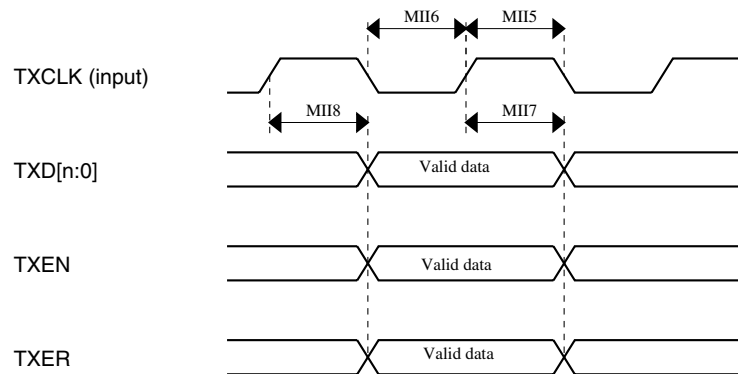 MII6 MII5
TXCLK (input)
MII8 MII7
TXD[n:0] Valid data
TXEN Valid data
TXER Valid data